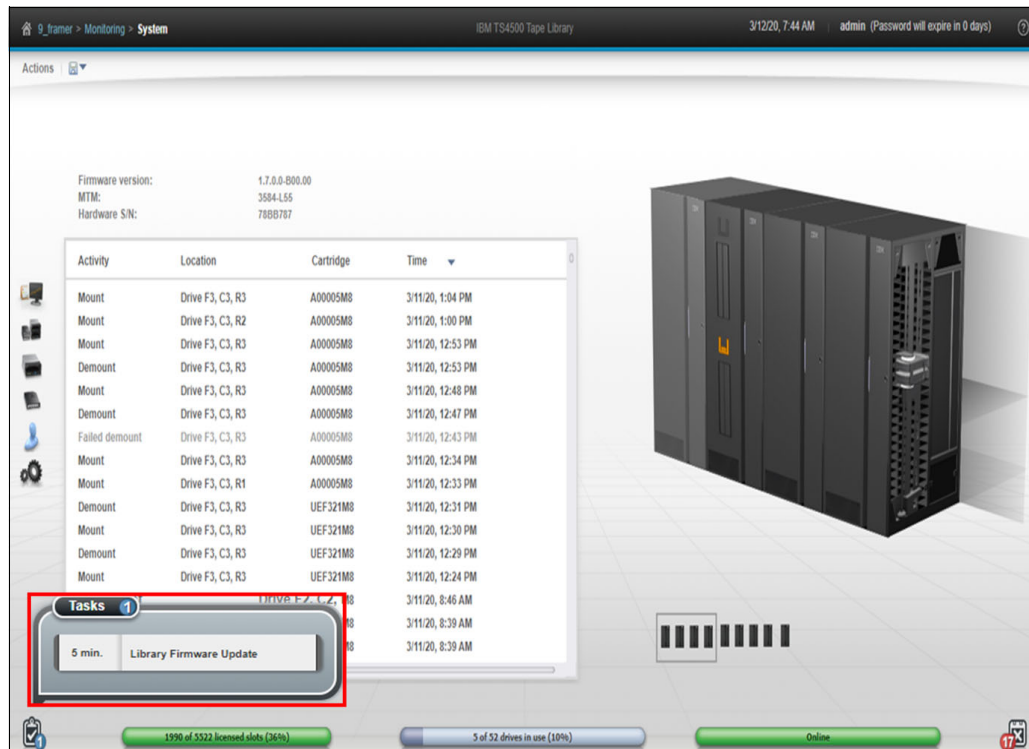 9_framer > Monitoring > System
IBM TS4500 Tape Library
3/12/20, 7:44 AM
admin (Password will expire in 0 days)
?
Actions
Firmware version: 1.7.0.0-B00.00
MTM: 3584-L55
Hardware S/N: 78BB787
Activity Location Cartridge Time
Mount Drive F3, C3, R3 A00005M8 3/11/20, 1:04 PM
Mount Drive F3, C3, R2 A00005M8 3/11/20, 1:00 PM
Mount Drive F3, C3, R3 A00005M8 3/11/20, 12:53 PM
Demount Drive F3, C3, R3 A00005M8 3/11/20, 12:53 PM
Mount Drive F3, C3, R3 A00005M8 3/11/20, 12:48 PM
Demount Drive F3, C3, R3 A00005M8 3/11/20, 12:47 PM
Failed demount Drive F3, C3, R3 A00005M8 3/11/20, 12:43 PM
Mount Drive F3, C3, R3 A00005M8 3/11/20, 12:34 PM
Mount Drive F3, C3, R1 A00005M8 3/11/20, 12:33 PM
Demount Drive F3, C3, R3 UEF321M8 3/11/20, 12:31 PM
Mount Drive F3, C3, R3 UEF321M8 3/11/20, 12:30 PM
Demount Drive F3, C3, R3 UEF321M8 3/11/20, 12:29 PM
Mount Drive F3, C3, R3 UEF321M8 3/11/20, 12:24 PM
Drive F2, C2, M8 3/11/20, 8:46 AM
M8 3/11/20, 8:39 AM
M8 3/11/20, 8:39 AM
Tasks 1
5 min. Library Firmware Update
1
1990 of 5522 licensed slots (36%)
5 of 52 drives in use (10%)
Online
17